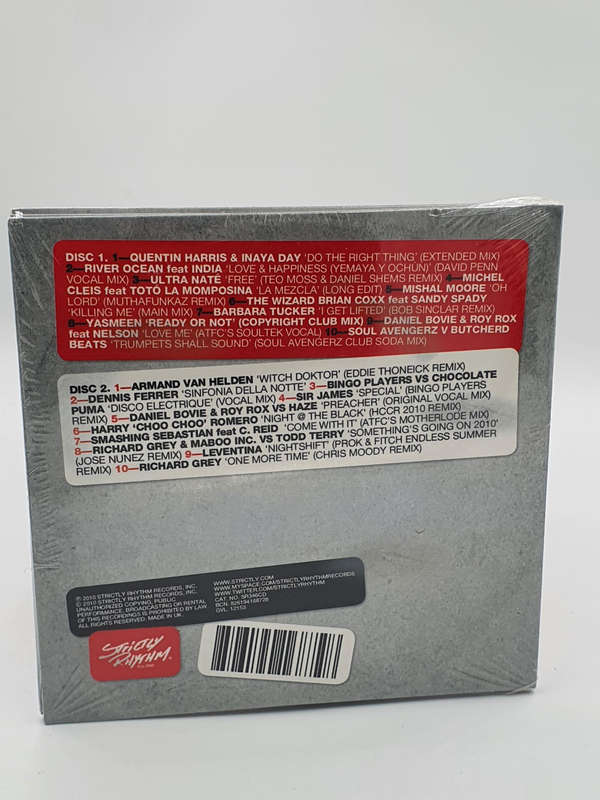 DISC 1. 1—QUENTIN HARRIS & INAYA DAY 'DO THE RIGHT THING' (EXTENDED MIX)
2—RIVER OCEAN feat INDIA 'LOVE & HAPPINESS (YEMAYA Y OCHÙN)' (DAVID PENN
VOCAL MIX) 3—ULTRA NATÉ 'FREE' (TEO MOSS & DANIEL SHEMS REMIX) 4—MICHEL
CLEIS feat TOTÓ LA MOMPOSINA 'LA MEZCLA' (LONG EDIT) 5—MISHAL MOORE 'OH
LORD' (MUTHAFUNKAZ REMIX) 6—THE WIZARD BRIAN COXX feat SANDY SPADY
'KILLING ME' (MAIN MIX) 7—BARBARA TUCKER 'I GET LIFTED' (BOB SINCLAR REMIX)
8—YASMEEN 'READY OR NOT' (COPYRIGHT CLUB MIX) 9—DANIEL BOVIE & ROY ROX
feat NELSON 'LOVE ME' (ATFC'S SOULTEK VOCAL) 10—SOUL AVENGERZ V BUTCHERD
BEATS 'TRUMPETS SHALL SOUND' (SOUL AVENGERZ CLUB SODA MIX)
DISC 2. 1—ARMAND VAN HELDEN 'WITCH DOKTOR' (EDDIE THONEICK REMIX)
2—DENNIS FERRER 'SINFONIA DELLA NOTTE' 3—BINGO PLAYERS VS CHOCOLATE
PUMA 'DISCO ELECTRIQUE' (VOCAL MIX) 4—SIR JAMES 'SPECIAL' (BINGO PLAYERS
REMIX) 5—DANIEL BOVIE & ROY ROX VS HAZE 'PREACHER' (ORIGINAL VOCAL MIX)
6—HARRY 'CHOO CHOO' ROMERO 'NIGHT @ THE BLACK' (HCCR 2010 REMIX)
7—SMASHING SEBASTIAN feat C. REID 'COME WITH IT' (ATFC'S MOTHERLODE MIX)
8—RICHARD GREY & MABOO INC. VS TODD TERRY 'SOMETHING'S GOING ON 2010'
(JOSE NUNEZ REMIX) 9—LEVENTINA 'NIGHTSHIFT' (PROK & FITCH ENDLESS SUMMER
REMIX) 10—RICHARD GREY 'ONE MORE TIME' (CHRIS MOODY REMIX)
℗ 2010 STRICTLY RHYTHM RECORDS, INC.
© 2010 STRICTLY RHYTHM RECORDS, INC.
UNAUTHORIZED COPYING, PUBLIC
PERFORMANCE, BROADCASTING OR RENTAL
OF THIS RECORDINGS IS PROHIBITED BY LAW
ALL RIGHTS RESERVED. MADE IN UK.
WWW.STRICTLY.COM
WWW.MYSPACE.COM/STRICTLYRHYTHMRECORDS
WWW.TWITTER.COM/STRICTLYRHYTHM
CAT. NO. SR346CD
BCN. 826194168728
GVL. 12153
STRICTLY
RHYTHM.